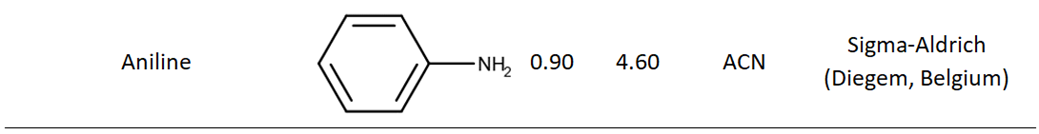 Aniline
NH₂
0.90
4.60
ACN
Sigma-Aldrich
(Diegem, Belgium)